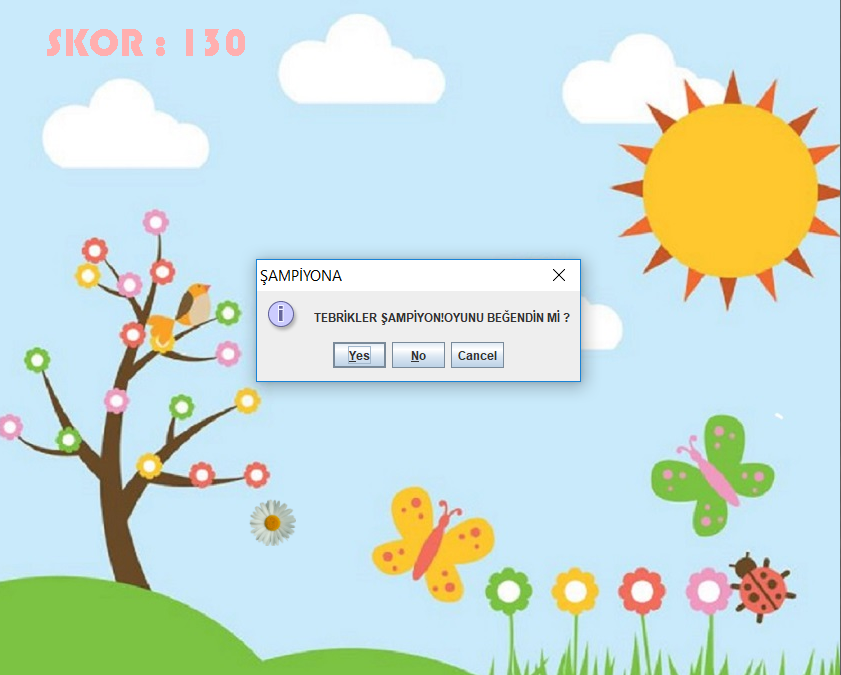 SKOR : 130
ŞAMPİYONA
TEBRİKLER ŞAMPİYON!OYUNU BEĞENDİN Mİ ?
Yes No Cancel